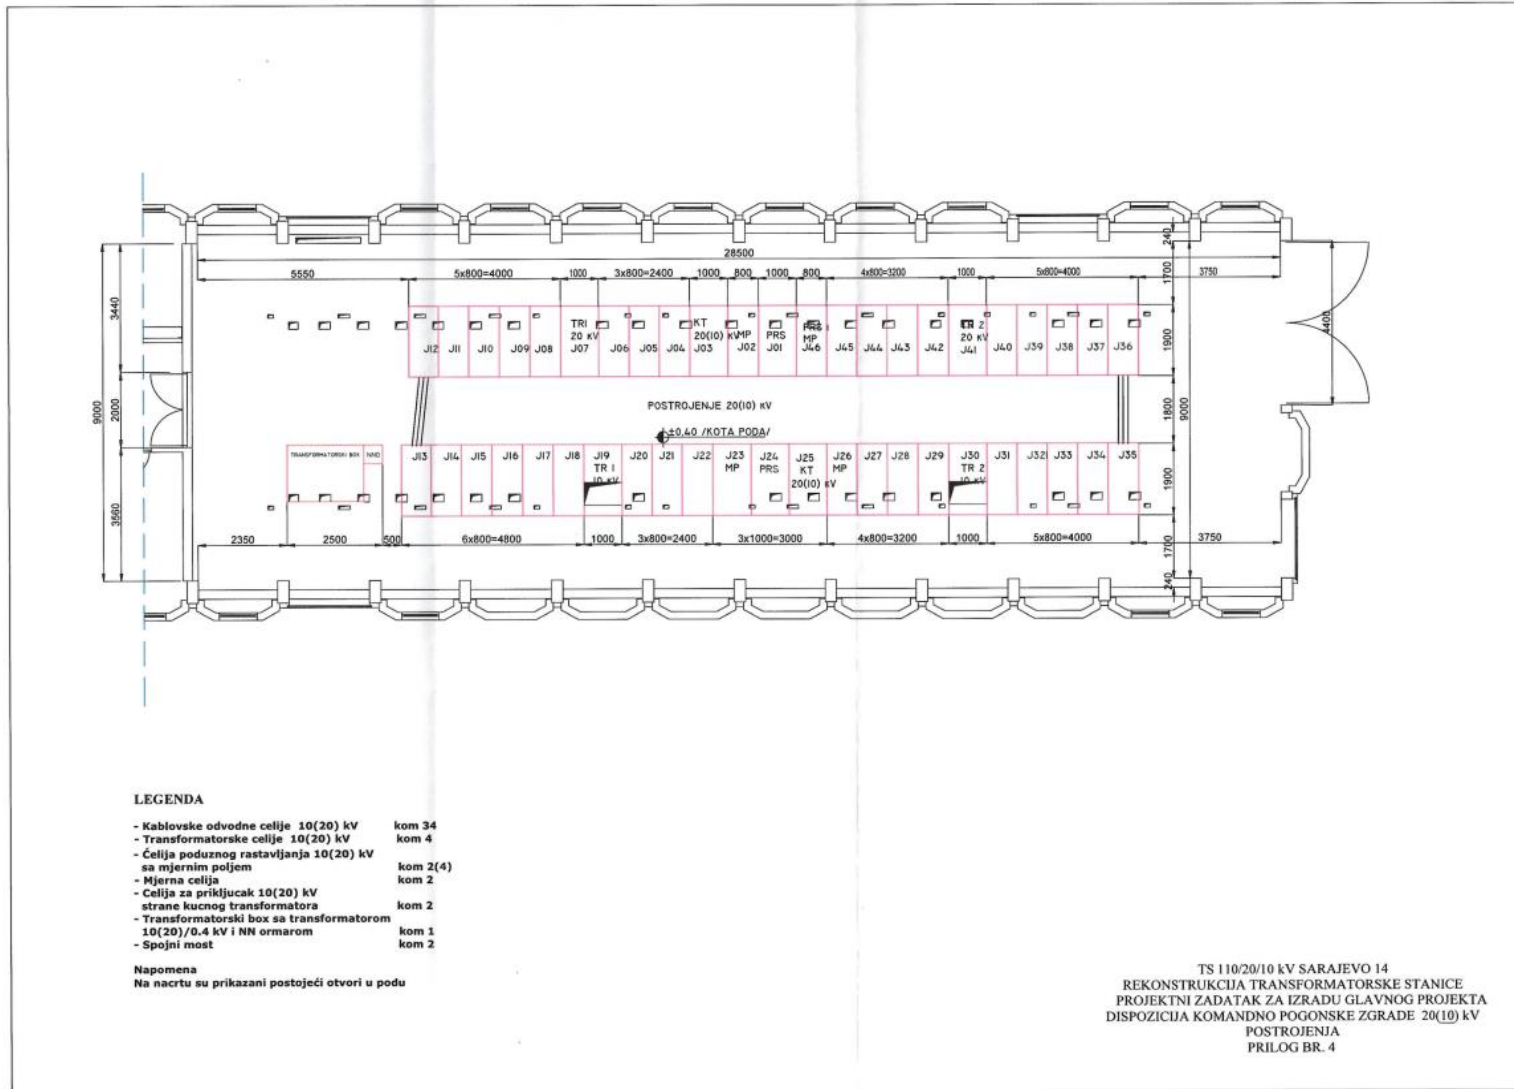 240
28500
5550 5x800=4000 1000 3x800=2400 1000 800 1000 800 4x800=3200 1000 5x800=4000 3750
1700
3440
TR1 KT TR 2
20 kV 20(10) kV MP PRS MP 20 kV
J12 J11 J10 J09 J08 J07 J06 J05 J04 J03 J02 J01 J46 J45 J44 J43 J42 J41 J40 J39 J38 J37 J36
1900
4400
9000 2000
POSTROJENJE 20(10) kV
1800 9000
±0.40 /KOTA PODA/
TRANSFORMATORSKI BOX NNO
J13 J14 J15 J16 J17 J18 J19 J20 J21 J22 J23 J24 J25 J26 J27 J28 J29 J30 J31 J32 J33 J34 J35
TR 1 MP PRS KT MP TR 2
10 kV 20(10) kV 10 kV
1900
3560
2350 2500 500 6x800=4800 1000 3x800=2400 3x1000=3000 4x800=3200 1000 5x800=4000 3750
1700
240
LEGENDA
- Kablovske odvodne celije 10(20) kV kom 34
- Transformatorske celije 10(20) kV kom 4
- Ćelija poduznog rastavljanja 10(20) kV
sa mjernim poljem kom 2(4)
- Mjerna celija kom 2
- Celija za prikljucak 10(20) kV
strane kucnog transformatora kom 2
- Transformatorski box sa transformatorom
10(20)/0.4 kV i NN ormarom kom 1
- Spojni most kom 2
Napomena
Na nacrtu su prikazani postojeći otvori u podu
TS 110/20/10 kV SARAJEVO 14
REKONSTRUKCIJA TRANSFORMATORSKE STANICE
PROJEKTNI ZADATAK ZA IZRADU GLAVNOG PROJEKTA
DISPOZICIJA KOMANDNO POGONSKE ZGRADE 20(10) kV
POSTROJENJA
PRILOG BR. 4